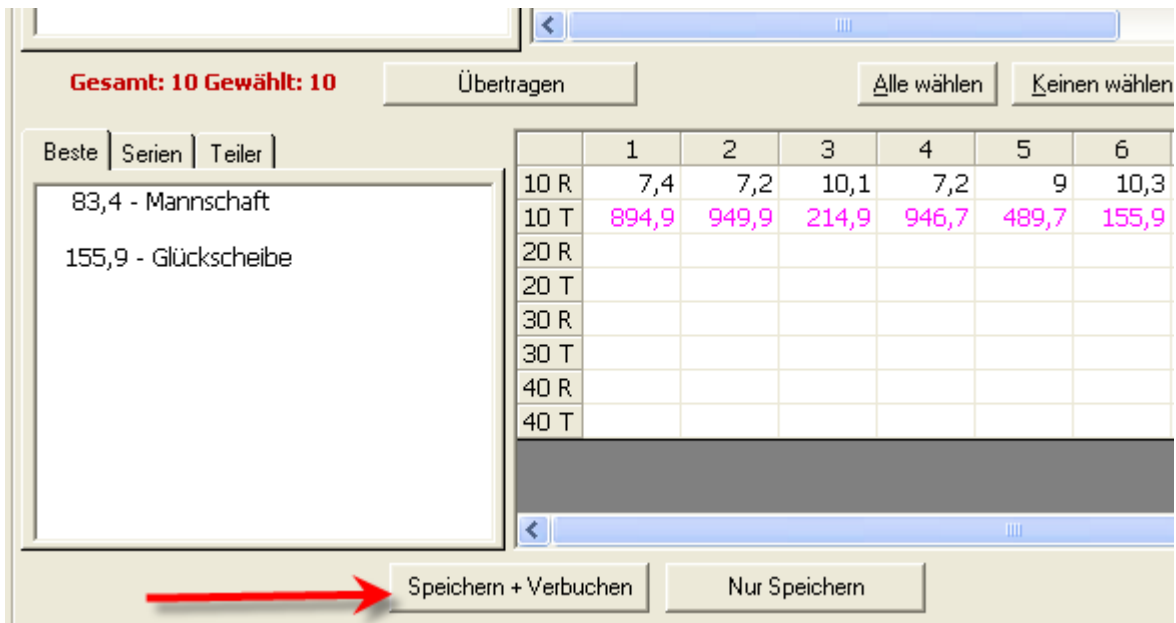 Gesamt: 10 Gewählt: 10 Übertragen Alle wählen Keinen wählen
Beste Serien Teiler
83,4 - Mannschaft
155,9 - Glückscheibe
1 2 3 4 5 6
10 R 7,4 7,2 10,1 7,2 9 10,3
10 T 894,9 949,9 214,9 946,7 489,7 155,9
20 R
20 T
30 R
30 T
40 R
40 T
Speichern + Verbuchen Nur Speichern